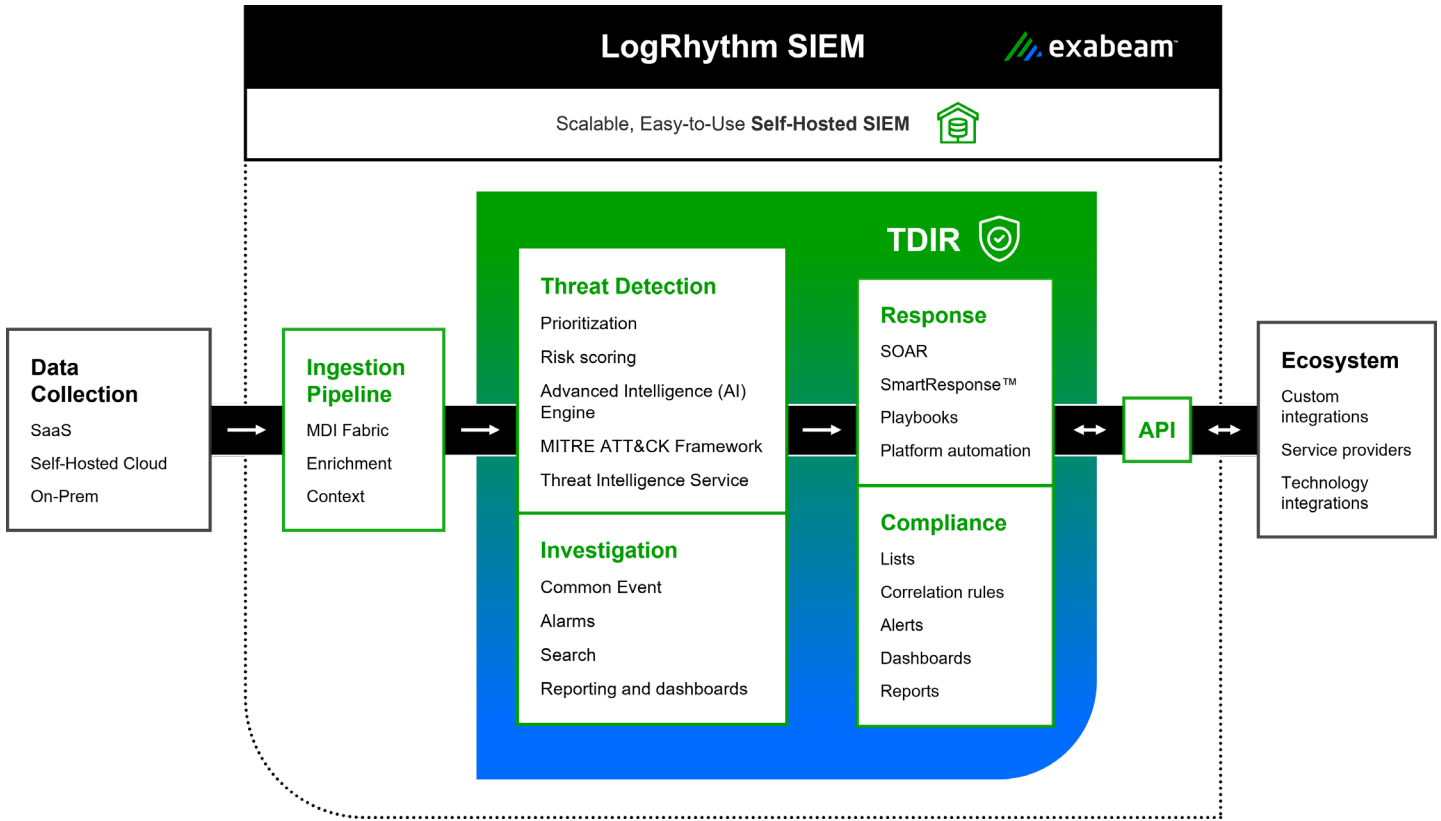 LogRhythm SIEM
exabeam™
Scalable, Easy-to-Use Self-Hosted SIEM
Data
Collection
SaaS
Self-Hosted Cloud
On-Prem
Ingestion
Pipeline
MDI Fabric
Enrichment
Context
TDIR
Threat Detection
Prioritization
Risk scoring
Advanced Intelligence (AI)
Engine
MITRE ATT&CK Framework
Threat Intelligence Service
Investigation
Common Event
Alarms
Search
Reporting and dashboards
Response
SOAR
SmartResponse™
Playbooks
Platform automation
Compliance
Lists
Correlation rules
Alerts
Dashboards
Reports
API
Ecosystem
Custom
integrations
Service providers
Technology
integrations